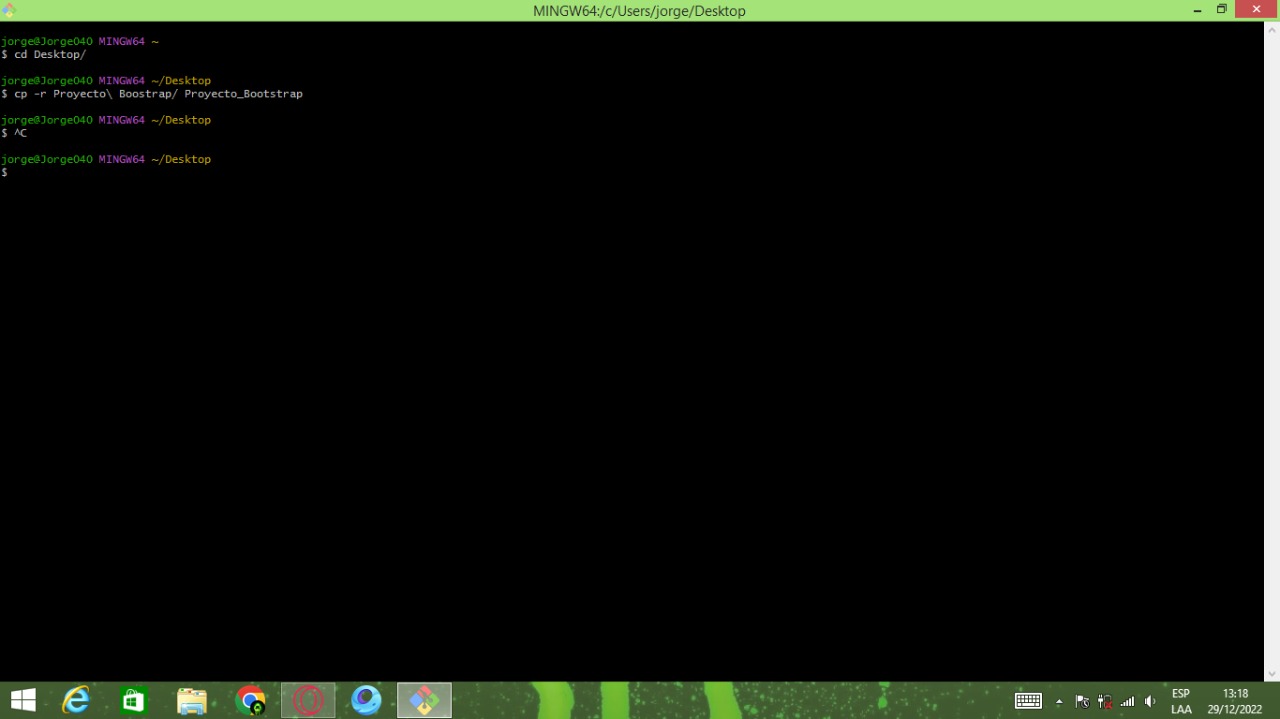 MINGW64:/c/Users/jorge/Desktop
jorge@Jorge040 MINGW64 ~
$ cd Desktop/
jorge@Jorge040 MINGW64 ~/Desktop
$ cp -r Proyecto\ Boostrap/ Proyecto_Bootstrap
jorge@Jorge040 MINGW64 ~/Desktop
$ ^C
jorge@Jorge040 MINGW64 ~/Desktop
$
ESP
13:18
LAA
29/12/2022